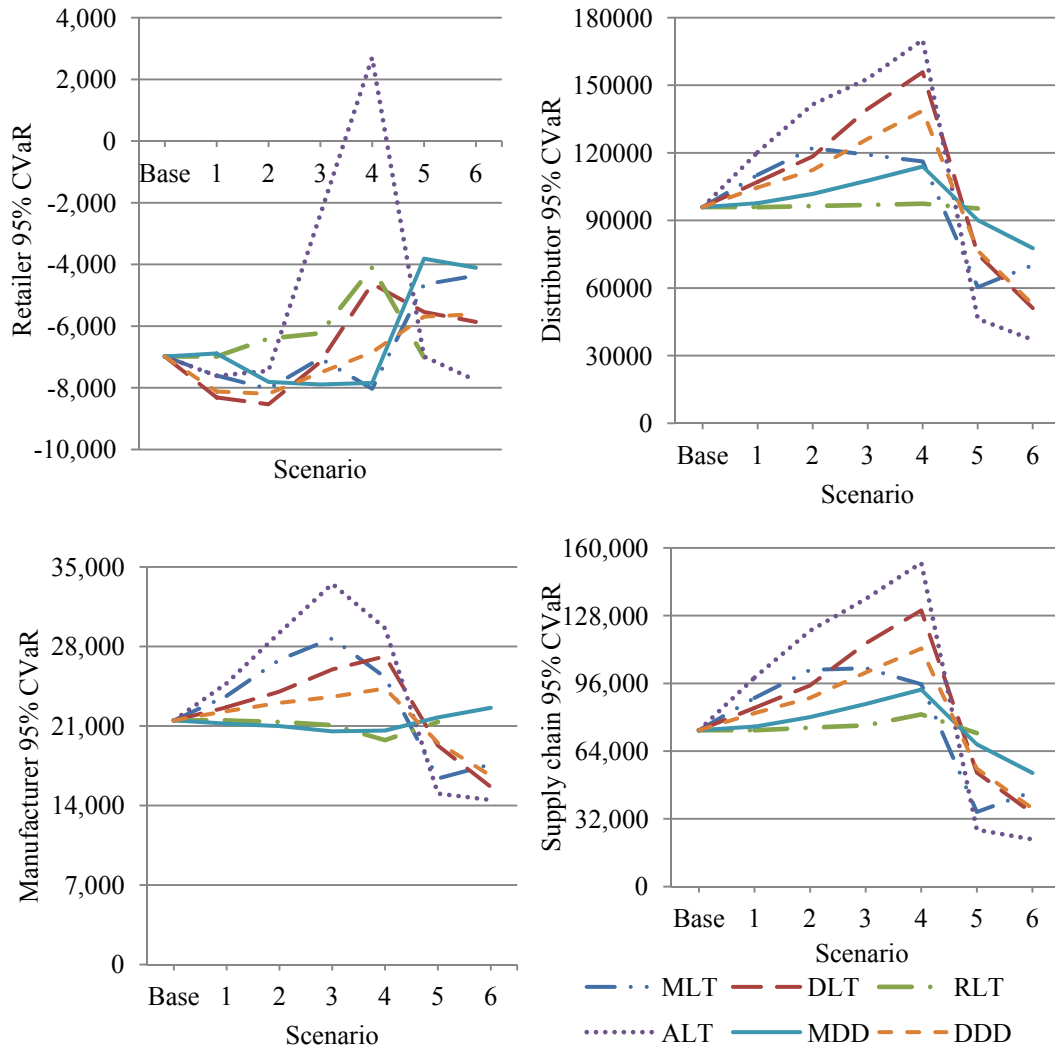 4,000
2,000
0
-2,000
-4,000
-6,000
-8,000
-10,000
Retailer 95% CVaR
Base 1 2 3 4 5 6
Scenario
180000
150000
120000
90000
60000
30000
0
Distributor 95% CVaR
Base 1 2 3 4 5 6
Scenario
35,000
28,000
21,000
14,000
7,000
0
Manufacturer 95% CVaR
Base 1 2 3 4 5 6
Scenario
160,000
128,000
96,000
64,000
32,000
0
Supply chain 95% CVaR
Base 1 2 3 4 5 6
Scenario
MLT DLT RLT
ALT MDD DDD